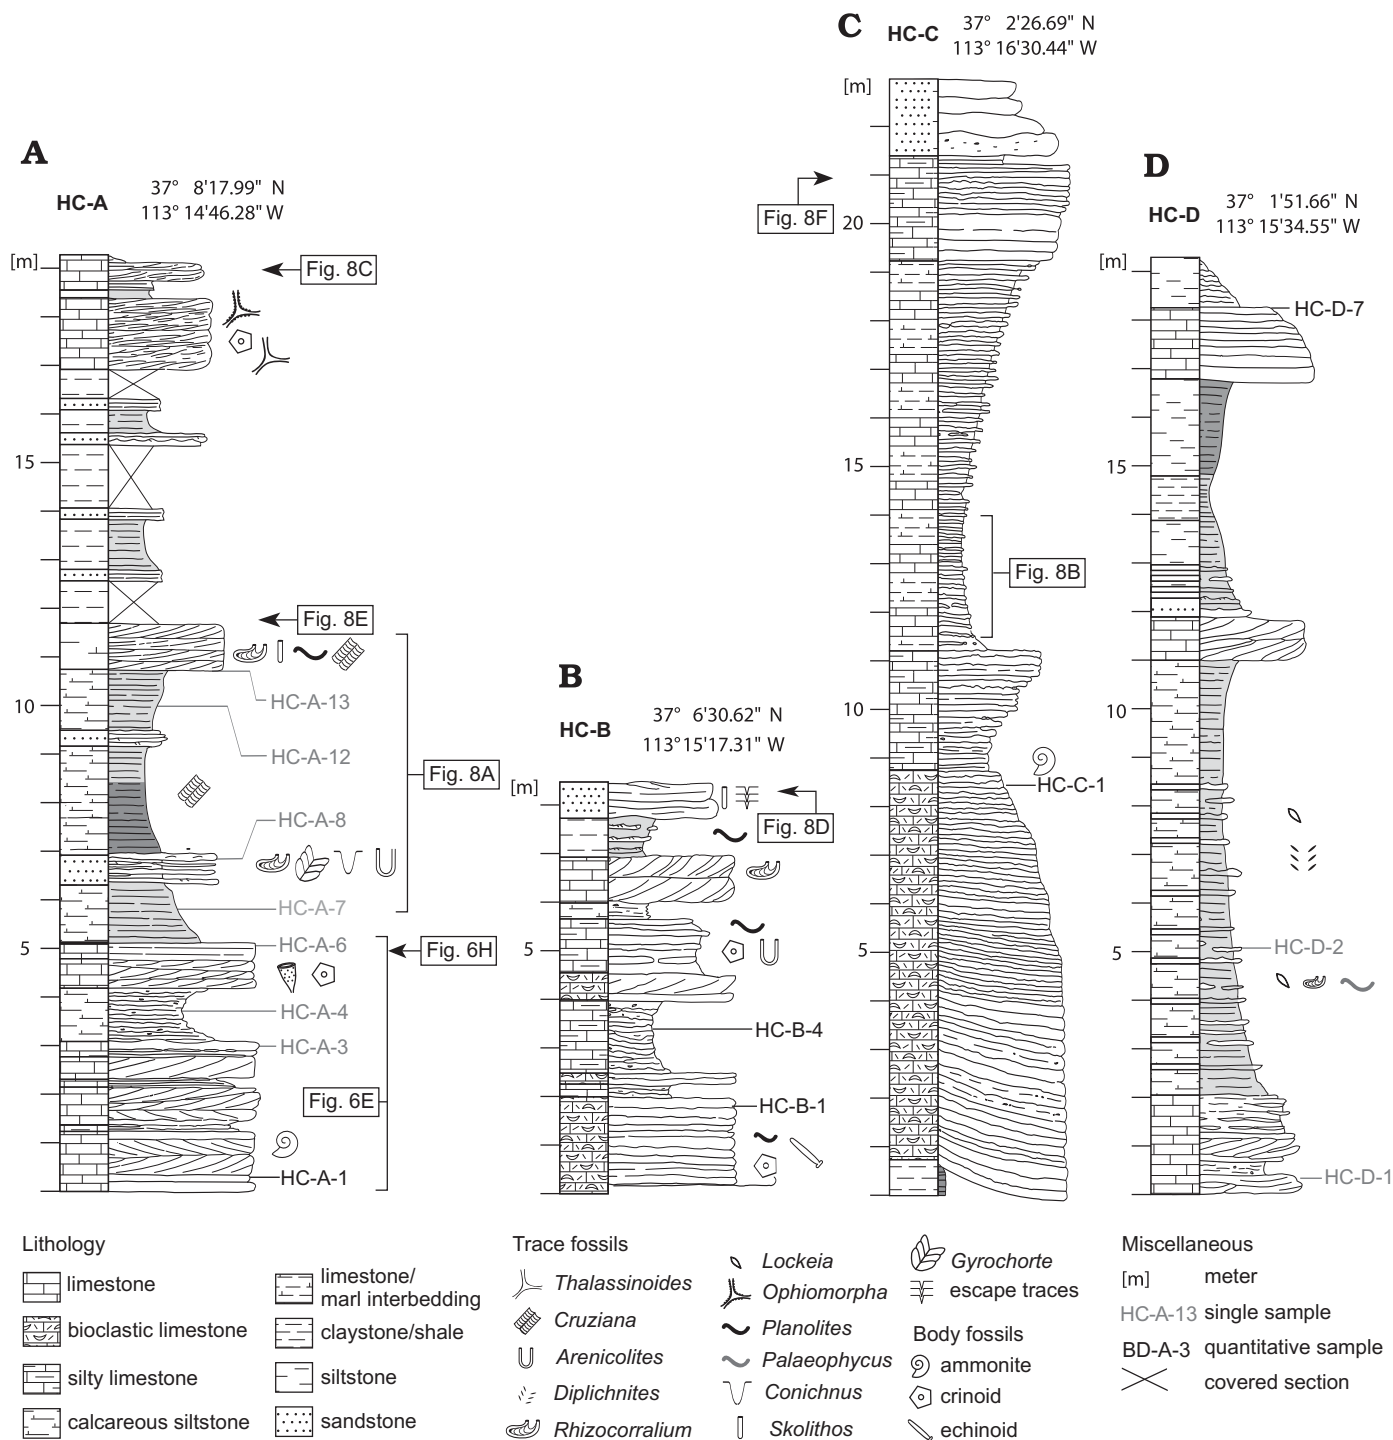 A
HC-A
37° 8'17.99" N
113° 14'46.28" W
[m]
Fig. 8C
15
Fig. 8E
HC-A-13
10
HC-A-12
Fig. 8A
HC-A-8
HC-A-7
HC-A-6
5
Fig. 6H
HC-A-4
HC-A-3
Fig. 6E
HC-A-1
B
HC-B
37° 6'30.62" N
113° 15'17.31" W
[m]
Fig. 8D
5
HC-B-4
HC-B-1
C
HC-C
37° 2'26.69" N
113° 16'30.44" W
[m]
Fig. 8F
20
15
Fig. 8B
10
HC-C-1
5
D
HC-D
37° 1'51.66" N
113° 15'34.55" W
[m]
HC-D-7
15
10
HC-D-2
5
HC-D-1
Lithology
limestone
bioclastic limestone
silty limestone
calcareous siltstone
limestone/
marl interbedding
claystone/shale
siltstone
sandstone
Trace fossils
Thalassinoides
Cruziana
Arenicolites
Diplichnites
Rhizocorralium
Lockeia
Ophiomorpha
Planolites
Palaeophycus
Conichnus
Skolithos
Gyrochorte
escape traces
Body fossils
ammonite
crinoid
echinoid
Miscellaneous
[m] meter
HC-A-13 single sample
BD-A-3 quantitative sample
covered section